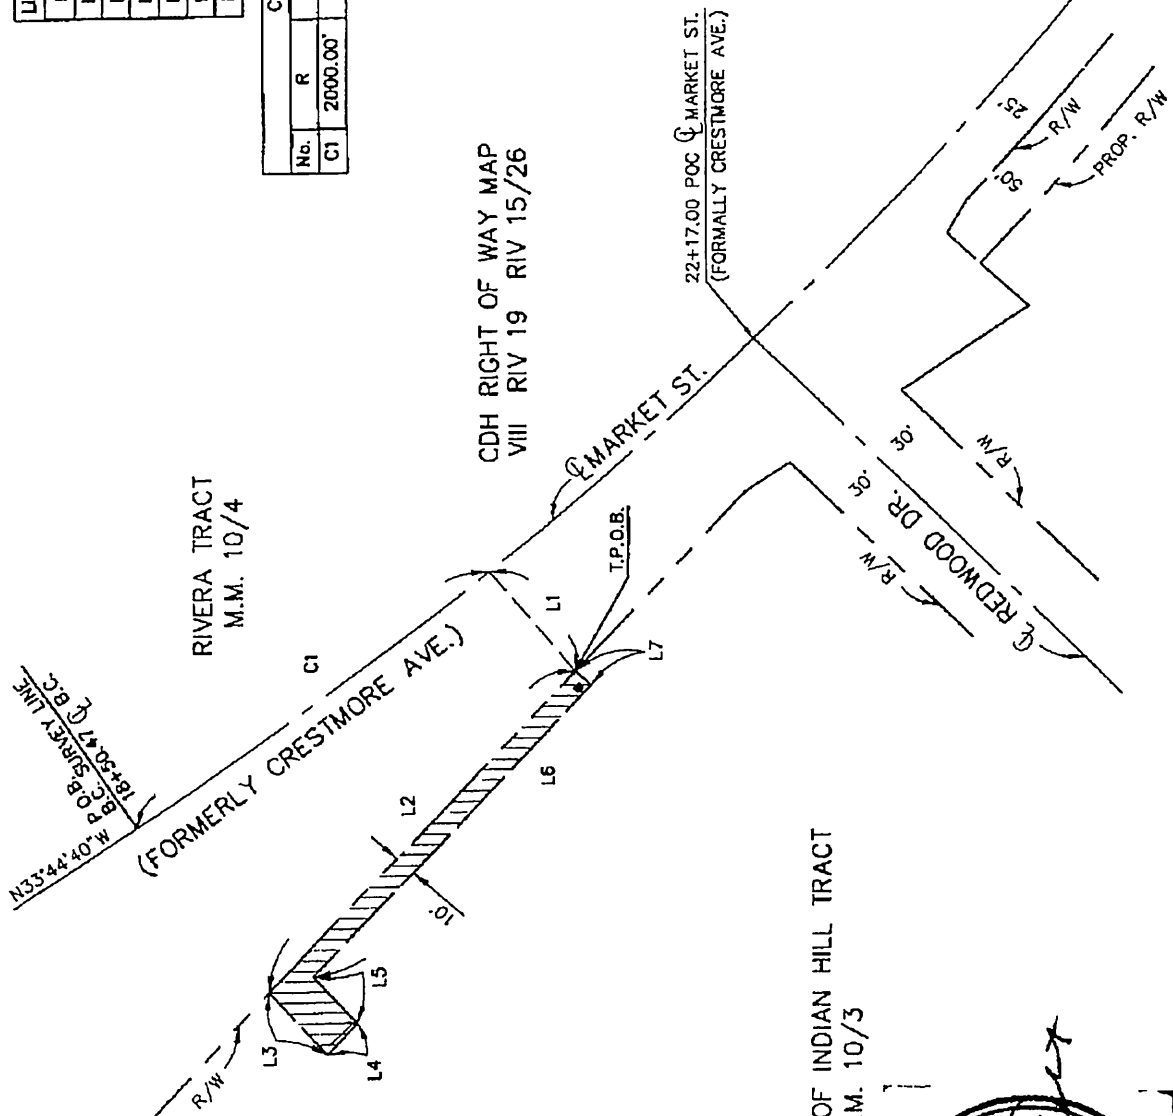 LI
C
No.
R
C1
2000.00'
RIVERA TRACT
M.M. 10/4
CDH RIGHT OF WAY MAP
VIII RIV 19 RIV 15/26
22+17.00 POC ℄ MARKET ST.
(FORMALLY CRESTMORE AVE.)
P.O.B. SURVEY LINE
B.C.
18+50.47 ℄ B.C.
N33°44'40"W
C1
(FORMERLY CRESTMORE AVE.)
℄ MARKET ST.
L1
T.P.O.B.
L7
L2
L6
10'
L3
L5
L4
R/W
25'
R/W
50'
PROP. R/W
30'
30'
R/W
R/W
℄ REDWOOD DR.
OF INDIAN HILL TRACT
M. 10/3